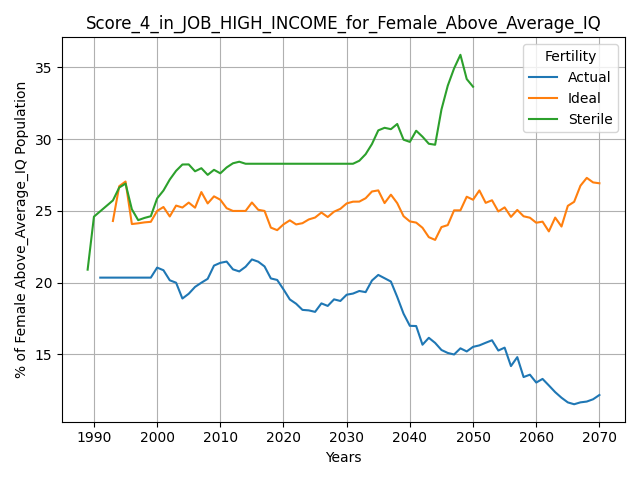 Score_4_in_JOB_HIGH_INCOME_for_Female_Above_Average_IQ
% of Female Above_Average_IQ Population
35
30
25
20
15
Fertility
Actual
Ideal
Sterile
1990 2000 2010 2020 2030 2040 2050 2060 2070
Years